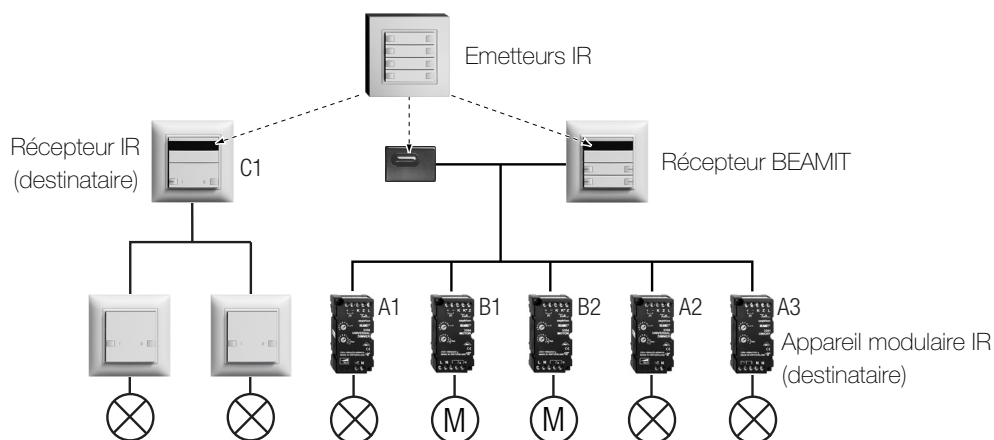 Emetteurs IR
Récepteur IR
(destinataire)
C1
Récepteur BEAMIT
A1
B1
B2
A2
A3
Appareil modulaire IR
(destinataire)
M
M